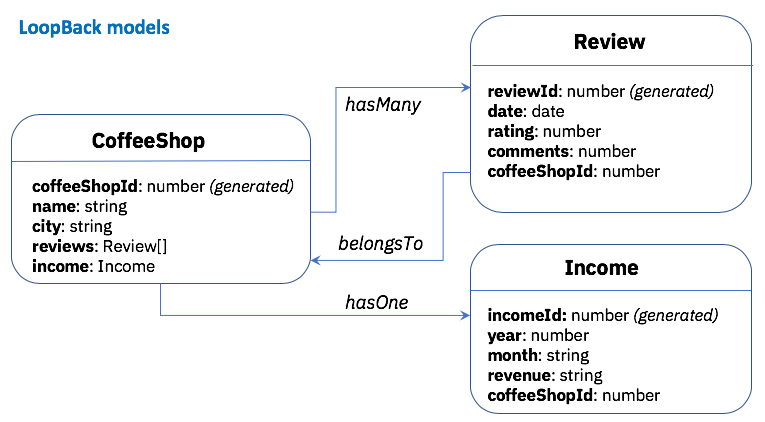 LoopBack models
CoffeeShop
coffeeShopId: number (generated)
name: string
city: string
reviews: Review[]
income: Income
hasMany
belongsTo
hasOne
Review
reviewId: number (generated)
date: date
rating: number
comments: number
coffeeShopId: number
Income
incomeId: number (generated)
year: number
month: string
revenue: string
coffeeShopId: number